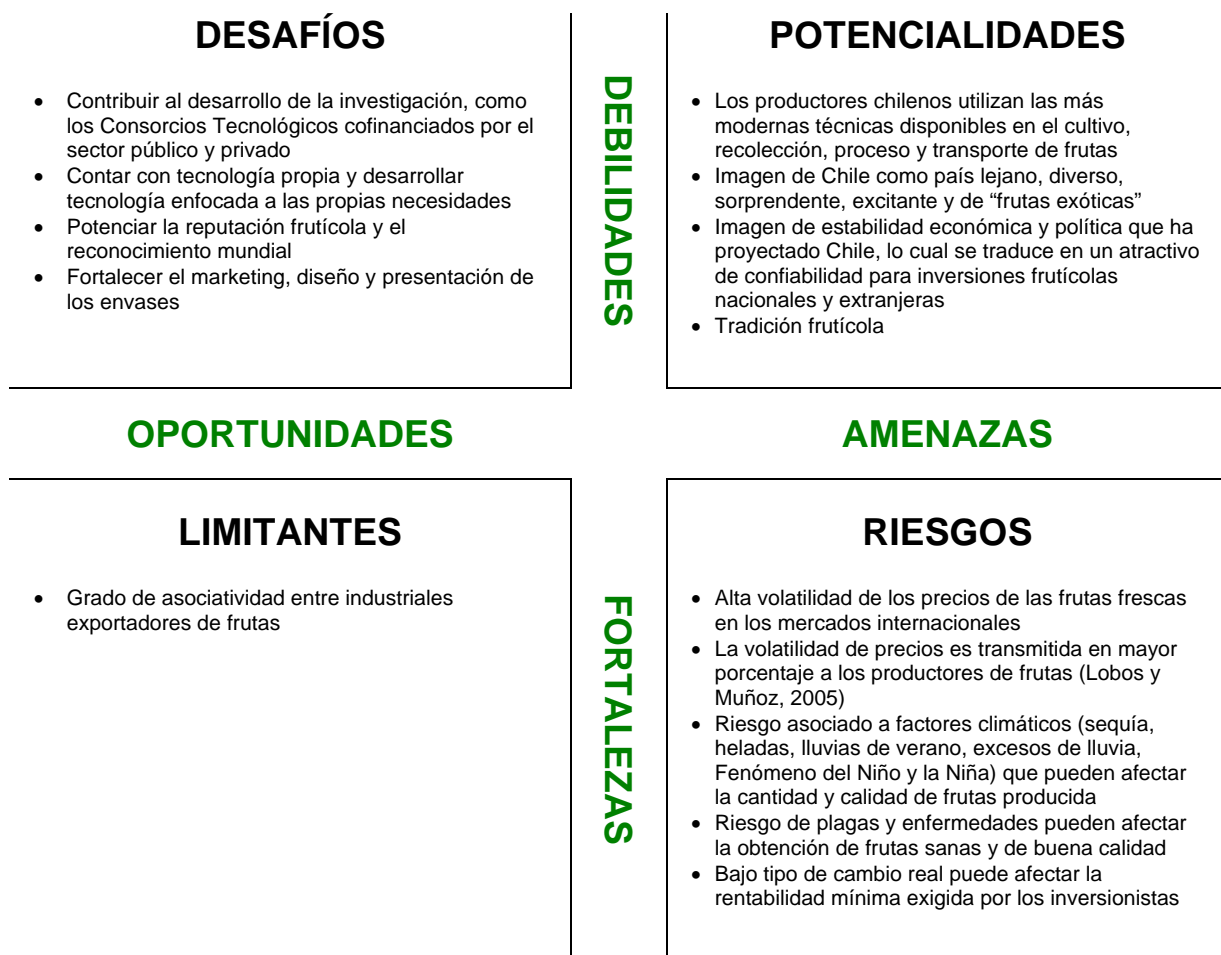 DESAFÍOS
• Contribuir al desarrollo de la investigación, como
los Consorcios Tecnológicos cofinanciados por el
sector público y privado
• Contar con tecnología propia y desarrollar
tecnología enfocada a las propias necesidades
• Potenciar la reputación frutícola y el
reconocimiento mundial
• Fortalecer el marketing, diseño y presentación de
los envases
DEBILIDADES
POTENCIALIDADES
• Los productores chilenos utilizan las más
modernas técnicas disponibles en el cultivo,
recolección, proceso y transporte de frutas
• Imagen de Chile como país lejano, diverso,
sorprendente, excitante y de “frutas exóticas”
• Imagen de estabilidad económica y política que ha
proyectado Chile, lo cual se traduce en un atractivo
de confiabilidad para inversiones frutícolas
nacionales y extranjeras
• Tradición frutícola
OPORTUNIDADES
AMENAZAS
LIMITANTES
• Grado de asociatividad entre industriales
exportadores de frutas
FORTALEZAS
RIESGOS
• Alta volatilidad de los precios de las frutas frescas
en los mercados internacionales
• La volatilidad de precios es transmitida en mayor
porcentaje a los productores de frutas (Lobos y
Muñoz, 2005)
• Riesgo asociado a factores climáticos (sequía,
heladas, lluvias de verano, excesos de lluvia,
Fenómeno del Niño y la Niña) que pueden afectar
la cantidad y calidad de frutas producida
• Riesgo de plagas y enfermedades pueden afectar
la obtención de frutas sanas y de buena calidad
• Bajo tipo de cambio real puede afectar la
rentabilidad mínima exigida por los inversionistas